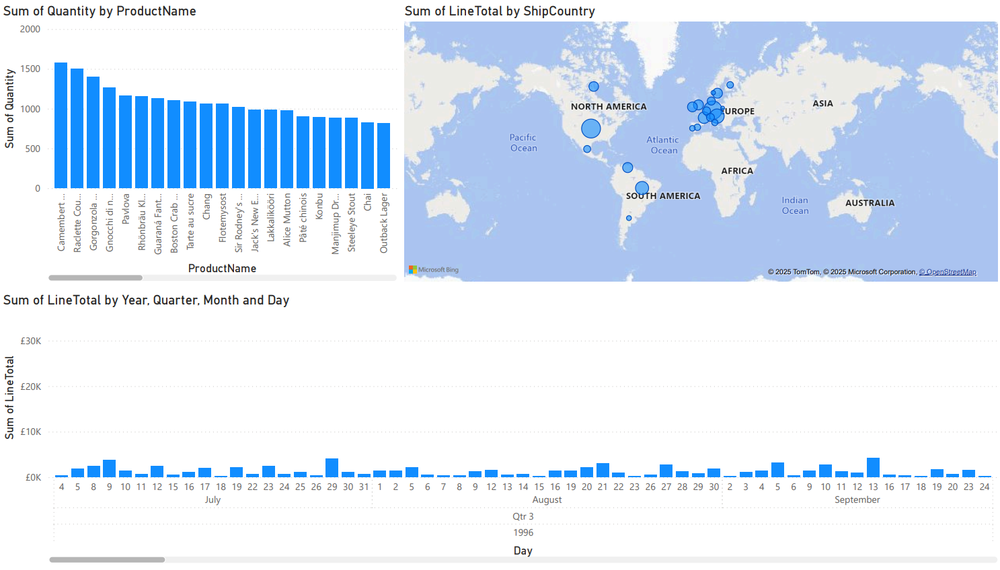 Sum of Quantity by ProductName
2000
1500
1000
500
0
Sum of Quantity
Camembert ...
Raclette Cou...
Gorgonzola ...
Gnocchi di n...
Pavlova
Rhönbräu Kl...
Guaraná Fant...
Boston Crab ...
Tarte au sucre
Chang
Flotemysost
Sir Rodney's ...
Jack's New E...
Lakkalikööri
Alice Mutton
Pâté chinois
Konbu
Manjimup Dr...
Steeleye Stout
Chai
Outback Lager
ProductName
Sum of LineTotal by ShipCountry
NORTH AMERICA
EUROPE
ASIA
Pacific
Ocean
Atlantic
Ocean
AFRICA
SOUTH AMERICA
Indian
Ocean
AUSTRALIA
Microsoft Bing
© 2025 TomTom, © 2025 Microsoft Corporation, © OpenStreetMap
Sum of LineTotal by Year, Quarter, Month and Day
£30K
£20K
£10K
£0K
Sum of LineTotal
4 5 8 9 10 11 12 15 16 17 18 19 22 23 24 25 26 29 30 31 1 2 5 6 7 8 9 12 13 14 15 16 19 20 21 22 23 26 27 28 29 30 2 3 4 5 6 9 10 11 12 13 16 17 18 19 20 23 24
July August September
Qtr 3
1996
Day